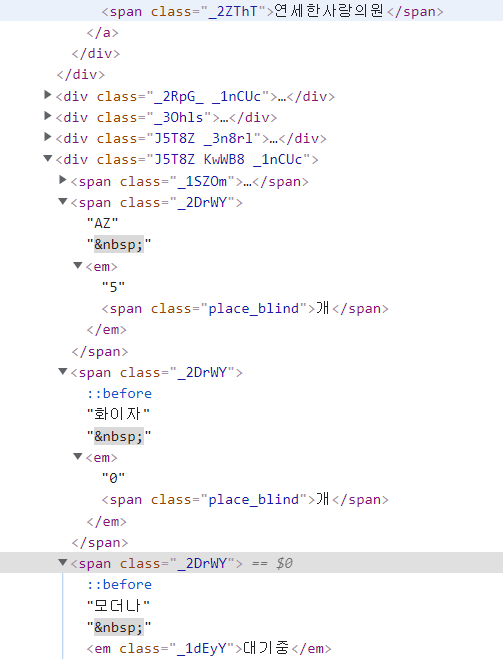 <span class="_2ZThT">연세한사랑의원</span>
</a>
</div>
</div>
<div class="_2RpG_ _1nCUc">…</div>
<div class="_3Ohls">…</div>
<div class="J5T8Z _3n8rl">…</div>
<div class="J5T8Z KwWB8 _1nCUc">
<span class="_1SZOm">…</span>
<span class="_2DrWY">
"AZ"
"&nbsp;"
<em>
"5"
<span class="place_blind">개</span>
</em>
</span>
<span class="_2DrWY">
::before
"화이자"
"&nbsp;"
<em>
"0"
<span class="place_blind">개</span>
</em>
</span>
<span class="_2DrWY"> == $0
::before
"모더나"
"&nbsp;"
<em class="_1dEyY">대기중</em>